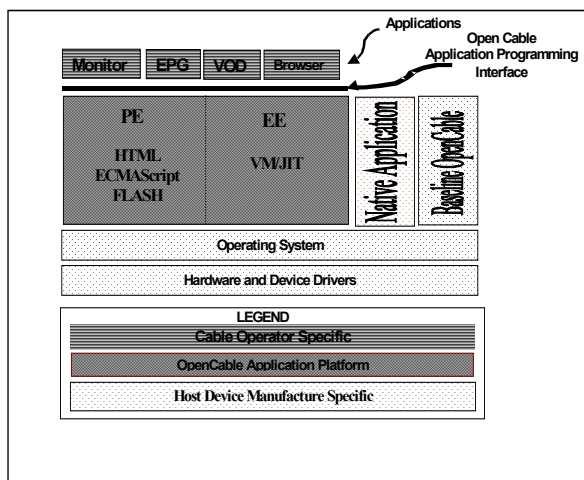 Applications
Open Cable
Application Programming
Interface
Monitor EPG VOD Browser
PE
HTML
ECMAScript
FLASH
EE
VM/JIT
Native Application
Baseline OpenCable
Operating System
Hardware and Device Drivers
LEGEND
Cable Operator Specific
OpenCable Application Platform
Host Device Manufacture Specific